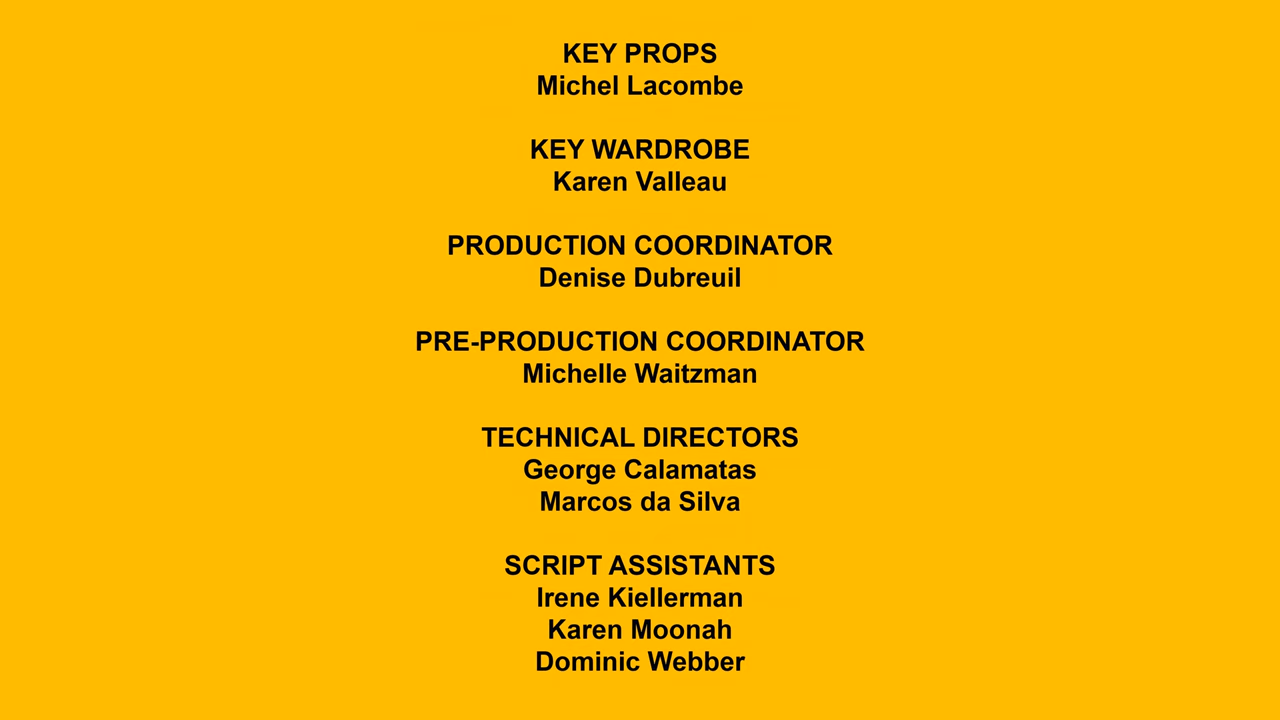 KEY PROPS
Michel Lacombe
KEY WARDROBE
Karen Valleau
PRODUCTION COORDINATOR
Denise Dubreuil
PRE-PRODUCTION COORDINATOR
Michelle Waitzman
TECHNICAL DIRECTORS
George Calamatas
Marcos da Silva
SCRIPT ASSISTANTS
Irene Kiellerman
Karen Moonah
Dominic Webber